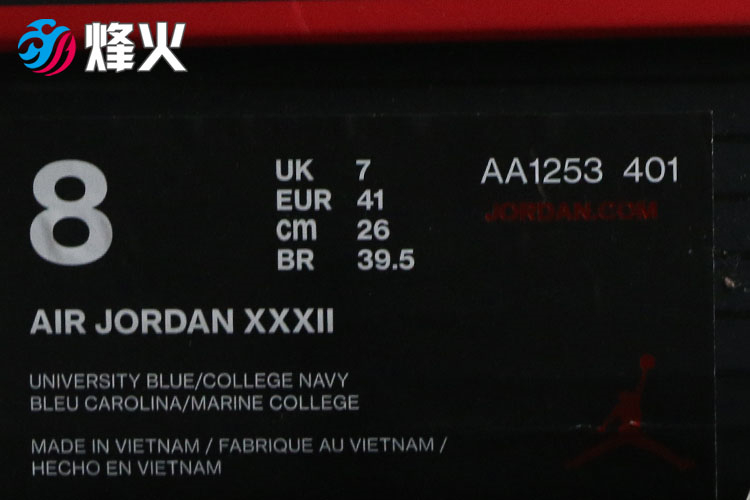 烽火
8
UK 7
EUR 41
cm 26
BR 39.5
AA1253 401
JORDAN.COM
AIR JORDAN XXXII
UNIVERSITY BLUE/COLLEGE NAVY
BLEU CAROLINA/MARINE COLLEGE
MADE IN VIETNAM / FABRIQUE AU VIETNAM /
HECHO EN VIETNAM